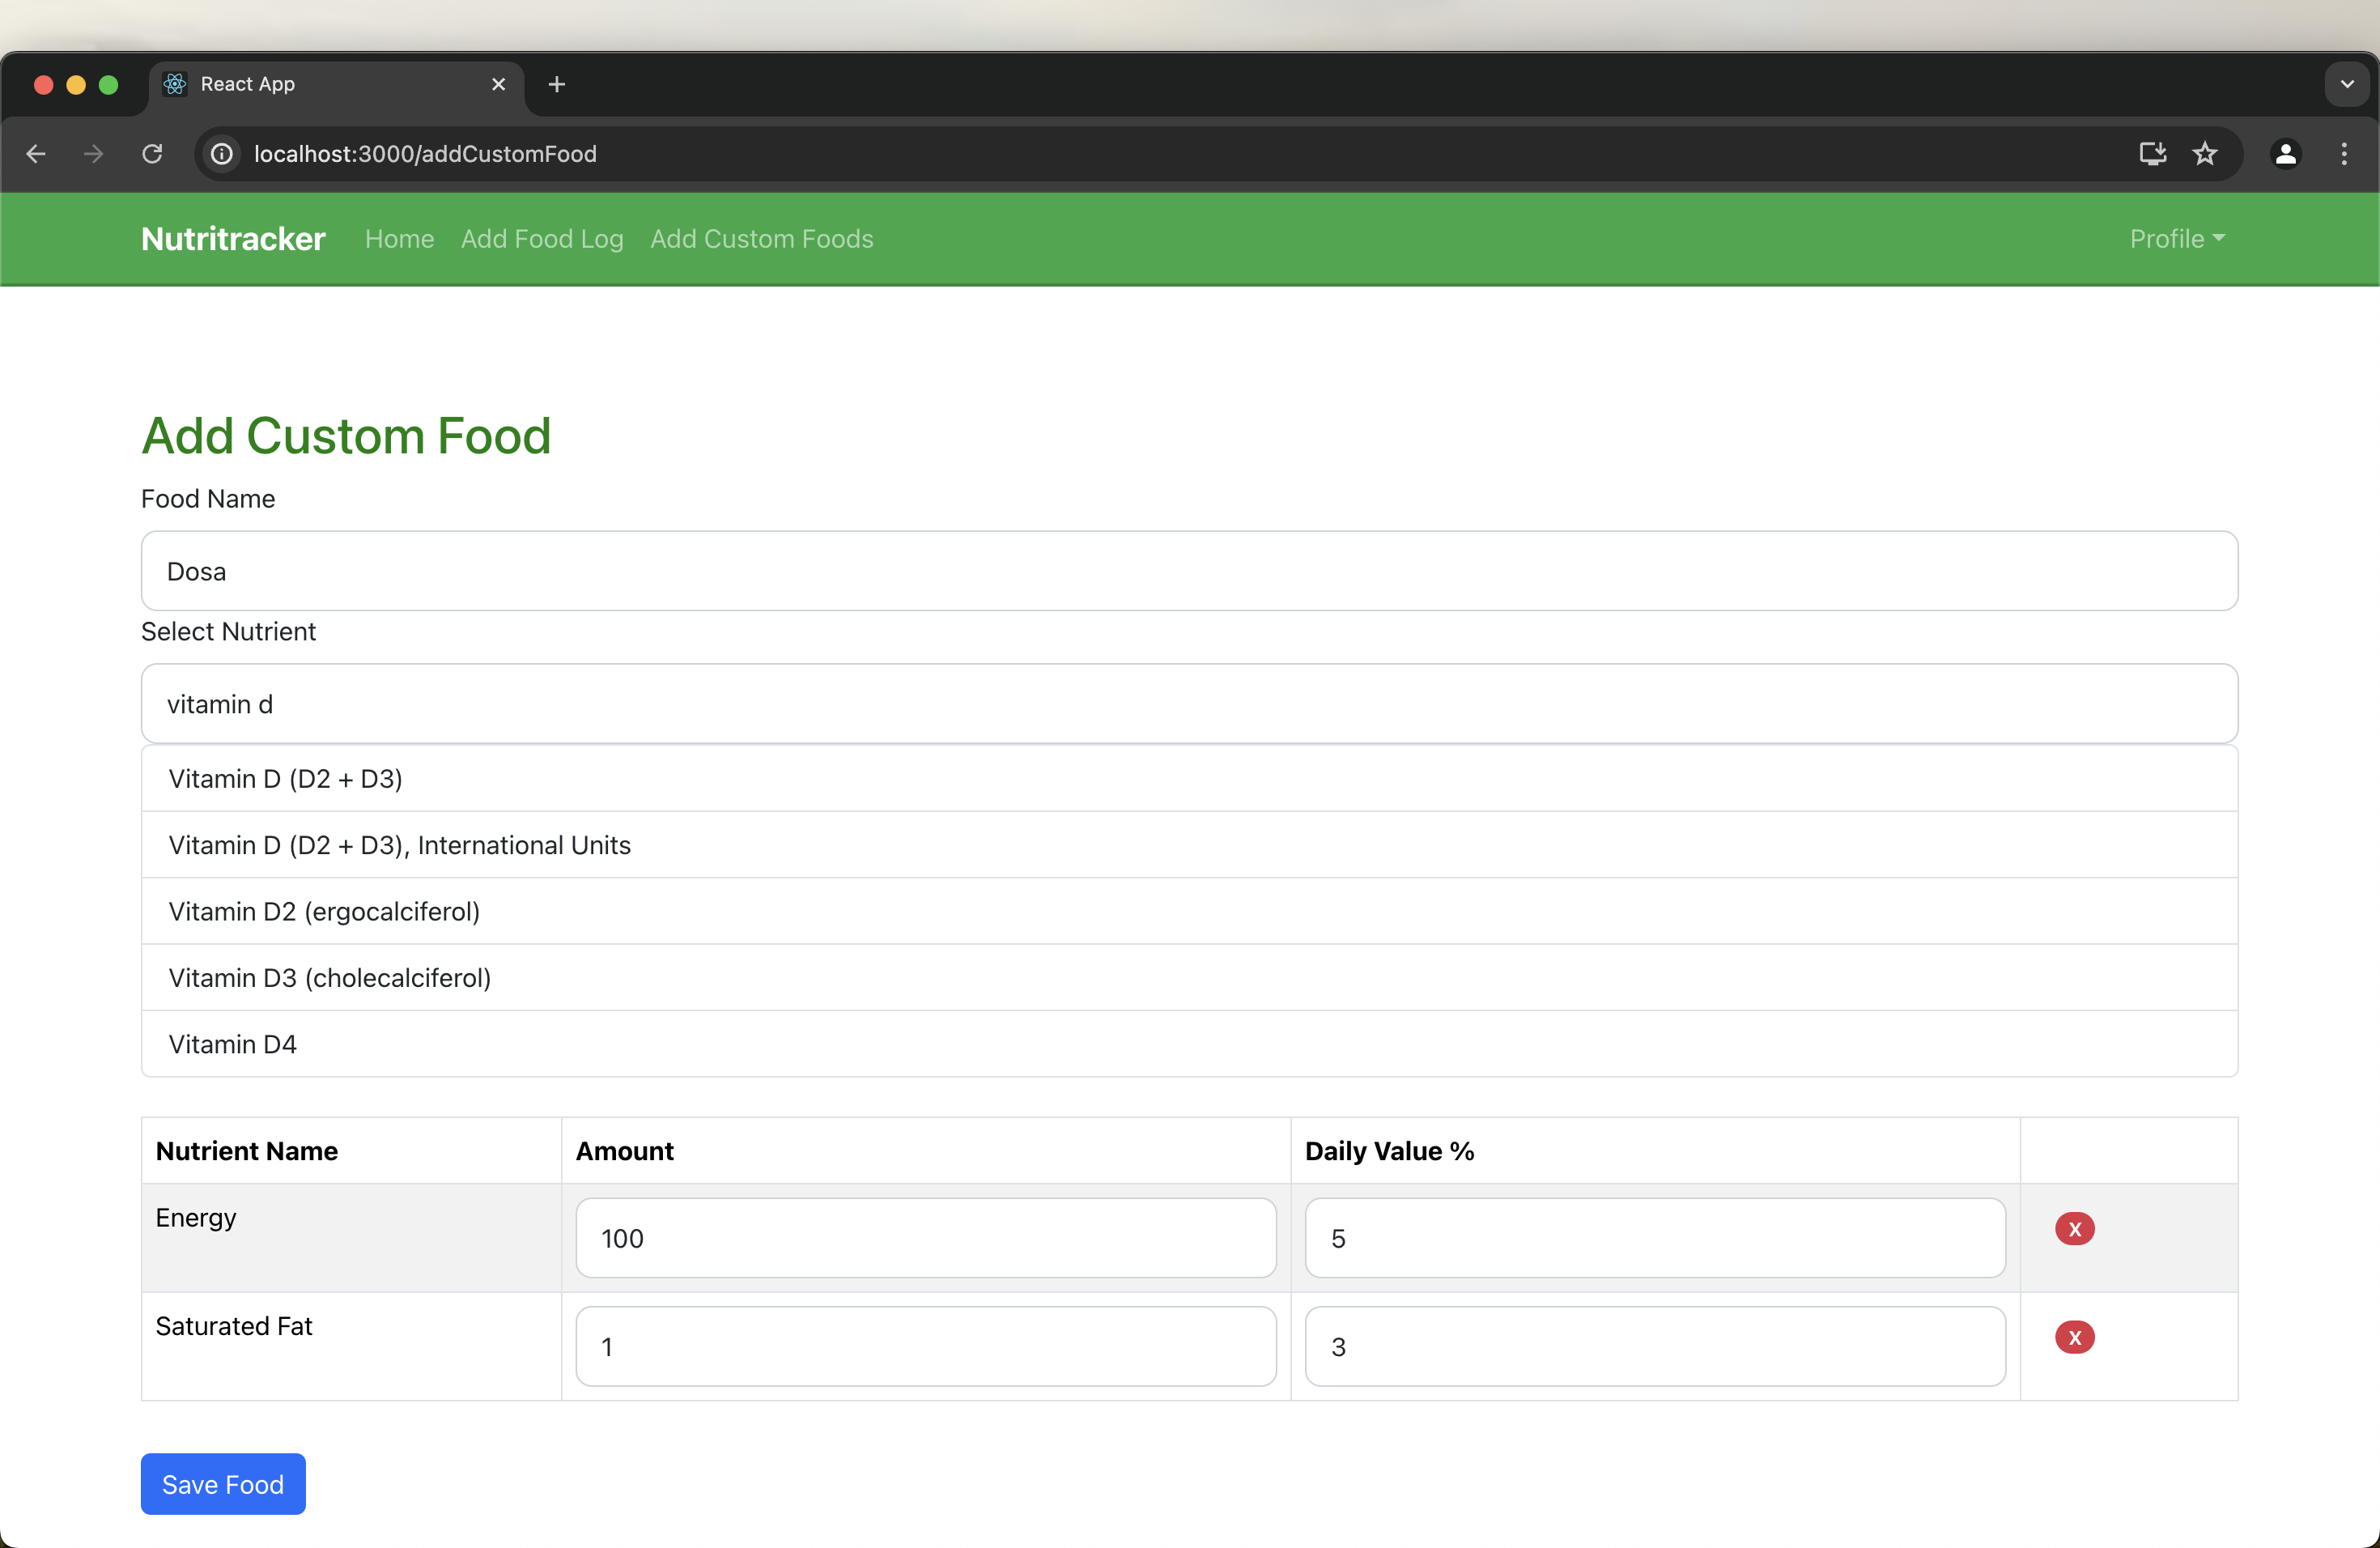 React App
localhost:3000/addCustomFood
Nutritracker Home Add Food Log Add Custom Foods Profile
Add Custom Food
Food Name
Dosa
Select Nutrient
vitamin d
Vitamin D (D2 + D3)
Vitamin D (D2 + D3), International Units
Vitamin D2 (ergocalciferol)
Vitamin D3 (cholecalciferol)
Vitamin D4
Nutrient Name Amount Daily Value %
Energy 100 5 X
Saturated Fat 1 3 X
Save Food